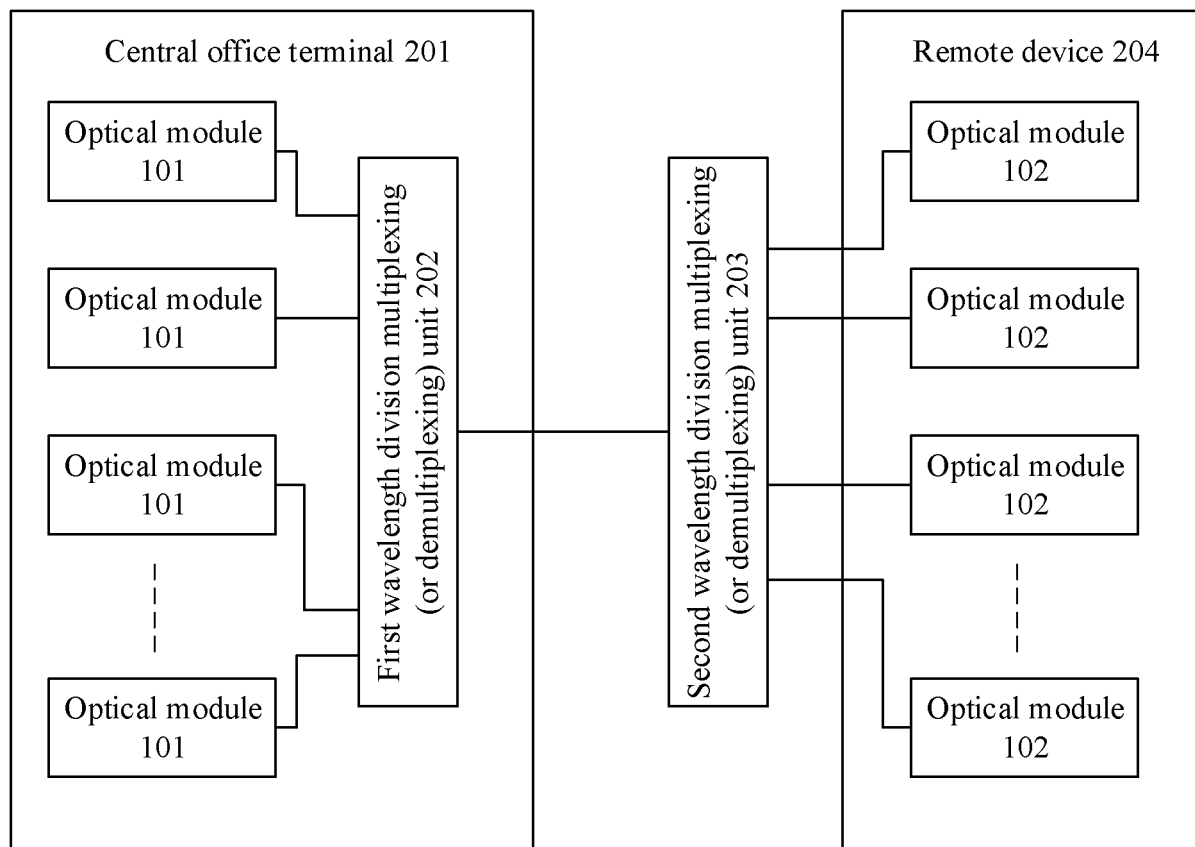 Central office terminal 201
Optical module
101
Optical module
101
Optical module
101
Optical module
101
First wavelength division multiplexing
(or demultiplexing) unit 202
Second wavelength division multiplexing
(or demultiplexing) unit 203
Remote device 204
Optical module
102
Optical module
102
Optical module
102
Optical module
102